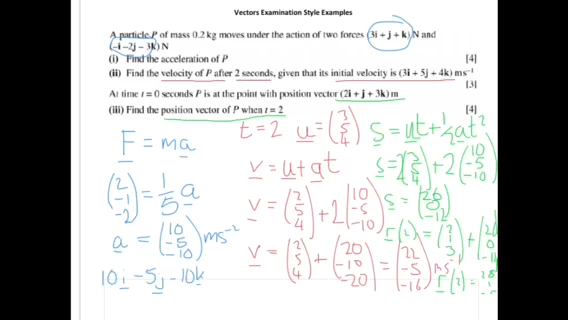 Vectors Examination Style Examples
A particle P of mass 0.2 kg moves under the action of two forces (3i + j + k) N and
(–i –2j – 3k) N
(i) Find the acceleration of P [4]
(ii) Find the velocity of P after 2 seconds, given that its initial velocity is (3i + 5j + 4k) ms⁻¹
[3]
At time t = 0 seconds P is at the point with position vector (2i + j + 3k) m
(iii) Find the position vector of P when t = 2 [4]
F = ma
(2 -1 -2) = 1/5 a
a = (10 -5 -10) ms⁻²
10i - 5j - 10k
t = 2 u = (3 5 4)
v = u + at
v = (2 5 4) + 2(10 -5 -10)
v = (2 5 4) + (20 -10 -20) = (22 -5 -16) ms⁻¹
s = ut + 1/2 at²
s = 2(3 5 4) + 2(10 -5 -10)
s = (26 0 -12)
r(2) = (2 1 3) + (2
r(2) = (